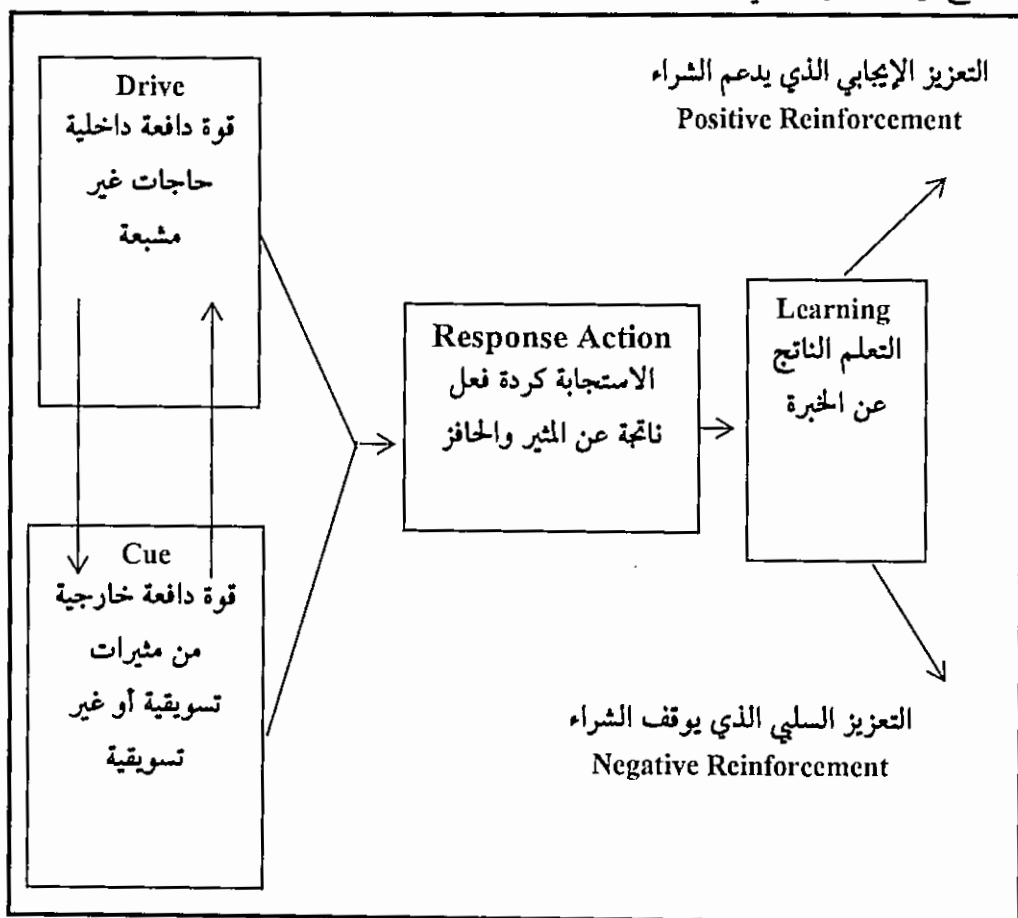 Drive
قوة دافعة داخلية
حاجات غير
مشبعة
Cue
قوة دافعة خارجية
من مثيرات
تسويقية أو غير
تسويقية
Response Action
الاستجابة كردة فعل
ناتجة عن المثير والحافز
Learning
التعلم الناتج
عن الخبرة
التعزيز الإيجابي الذي يدعم الشراء
Positive Reinforcement
التعزيز السلبي الذي يوقف الشراء
Negative Reinforcement